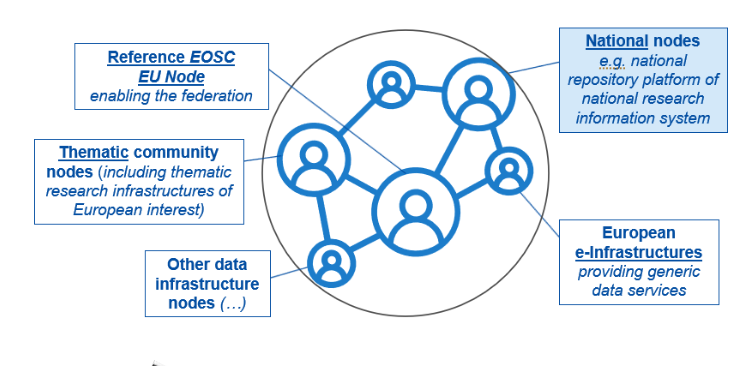 Reference EOSC
EU Node
enabling the federation
National nodes
e.g. national
repository platform of
national research
information system
Thematic community
nodes (including thematic
research infrastructures of
European interest)
Other data
infrastructure
nodes (…)
European
e-Infrastructures
providing generic
data services